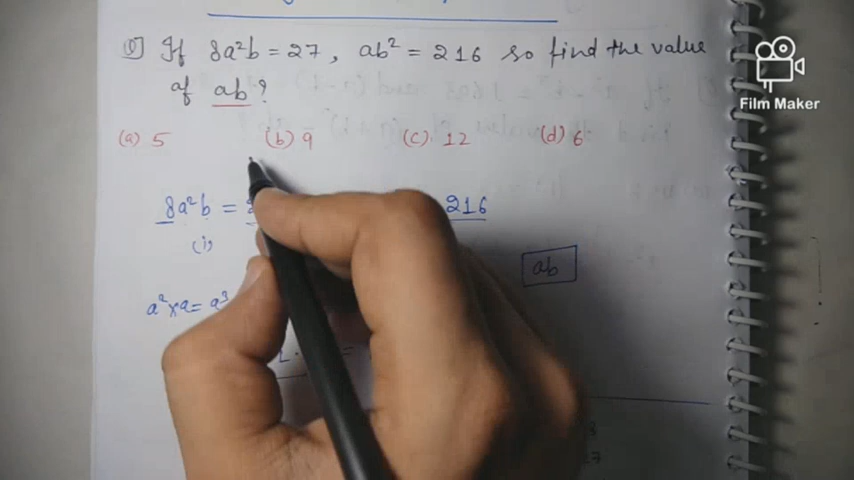 Q] If 8a²b = 27, ab² = 216 so find the value
of ab?
(a) 5 (b) 9 (c) 12 (d) 6
8a²b = 216
(i)
ab
a² x a = a³
Film Maker